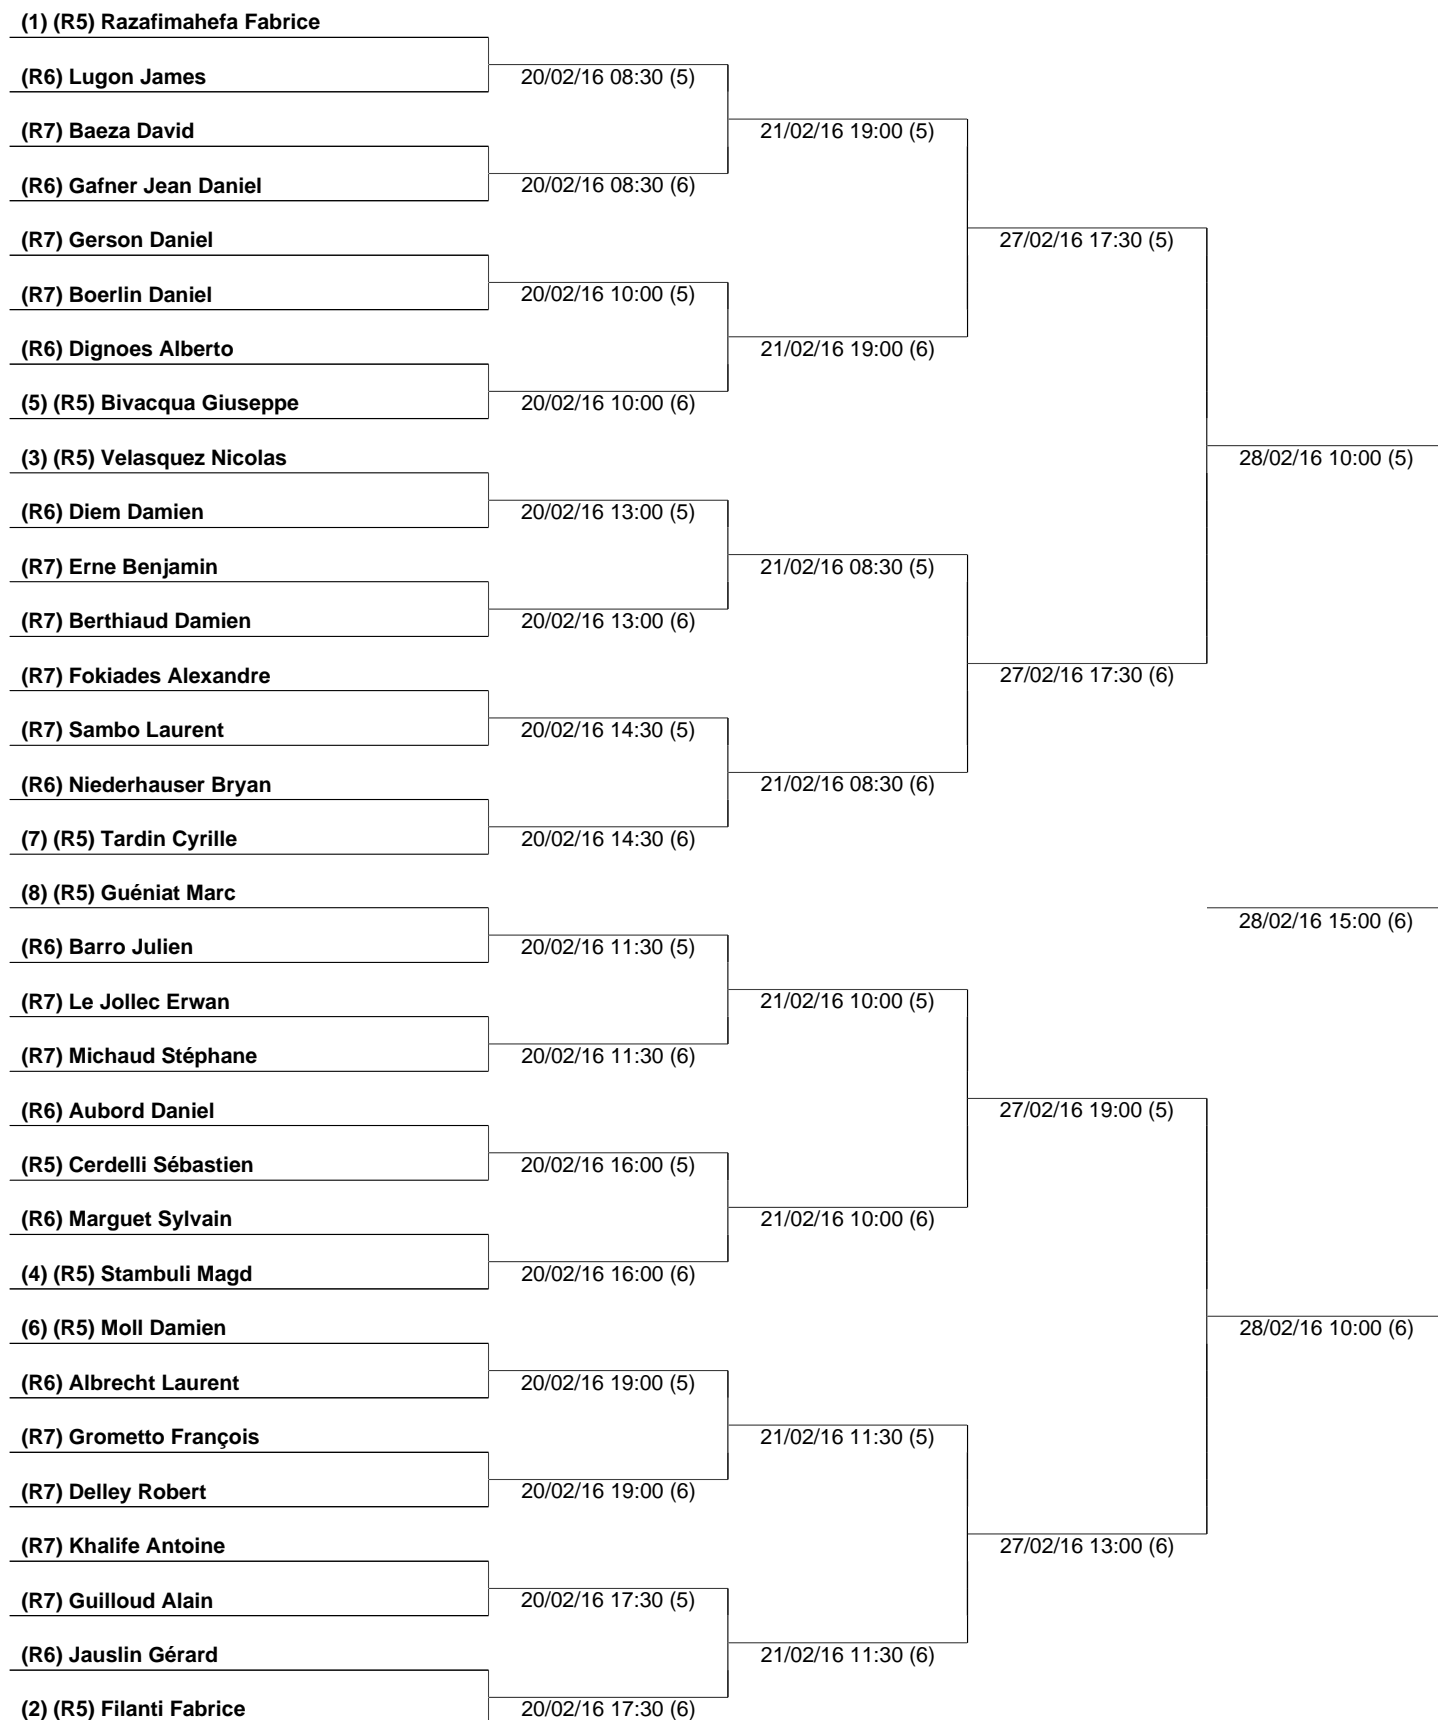 (1) (R5) Razafimahefa Fabrice
(R6) Lugon James
20/02/16 08:30 (5)
(R7) Baeza David
21/02/16 19:00 (5)
(R6) Gafner Jean Daniel
20/02/16 08:30 (6)
(R7) Gerson Daniel
27/02/16 17:30 (5)
(R7) Boerlin Daniel
20/02/16 10:00 (5)
(R6) Dignoes Alberto
21/02/16 19:00 (6)
(5) (R5) Bivacqua Giuseppe
20/02/16 10:00 (6)
(3) (R5) Velasquez Nicolas
28/02/16 10:00 (5)
(R6) Diem Damien
20/02/16 13:00 (5)
(R7) Erne Benjamin
21/02/16 08:30 (5)
(R7) Berthiaud Damien
20/02/16 13:00 (6)
(R7) Fokiades Alexandre
27/02/16 17:30 (6)
(R7) Sambo Laurent
20/02/16 14:30 (5)
(R6) Niederhauser Bryan
21/02/16 08:30 (6)
(7) (R5) Tardin Cyrille
20/02/16 14:30 (6)
(8) (R5) Guéniat Marc
28/02/16 15:00 (6)
(R6) Barro Julien
20/02/16 11:30 (5)
(R7) Le Jollec Erwan
21/02/16 10:00 (5)
(R7) Michaud Stéphane
20/02/16 11:30 (6)
(R6) Aubord Daniel
27/02/16 19:00 (5)
(R5) Cerdelli Sébastien
20/02/16 16:00 (5)
(R6) Marguet Sylvain
21/02/16 10:00 (6)
(4) (R5) Stambuli Magd
20/02/16 16:00 (6)
(6) (R5) Moll Damien
28/02/16 10:00 (6)
(R6) Albrecht Laurent
20/02/16 19:00 (5)
(R7) Grometto François
21/02/16 11:30 (5)
(R7) Delley Robert
20/02/16 19:00 (6)
(R7) Khalife Antoine
27/02/16 13:00 (6)
(R7) Guilloud Alain
20/02/16 17:30 (5)
(R6) Jauslin Gérard
21/02/16 11:30 (6)
(2) (R5) Filanti Fabrice
20/02/16 17:30 (6)